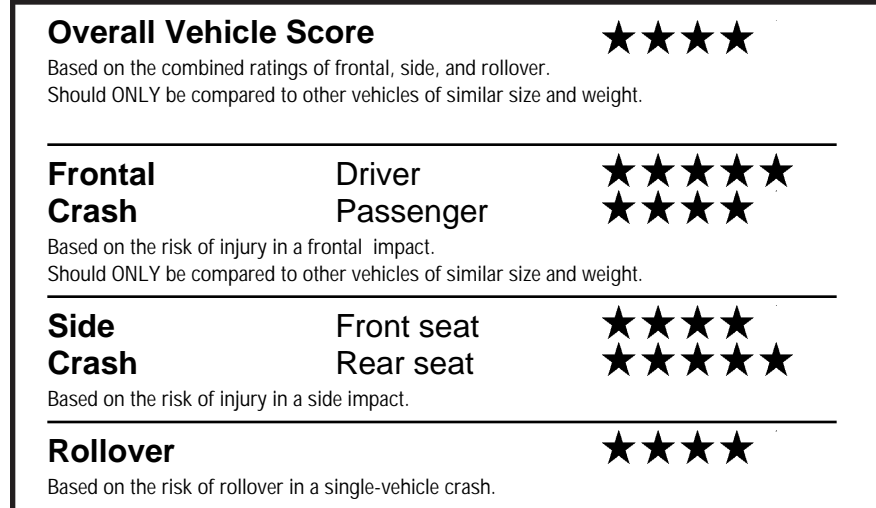 Overall Vehicle Score ★★★★
Based on the combined ratings of frontal, side, and rollover.
Should ONLY be compared to other vehicles of similar size and weight.
Frontal Driver ★★★★★
Crash Passenger ★★★★
Based on the risk of injury in a frontal impact.
Should ONLY be compared to other vehicles of similar size and weight.
Side Front seat ★★★★
Crash Rear seat ★★★★★
Based on the risk of injury in a side impact.
Rollover ★★★★
Based on the risk of rollover in a single-vehicle crash.